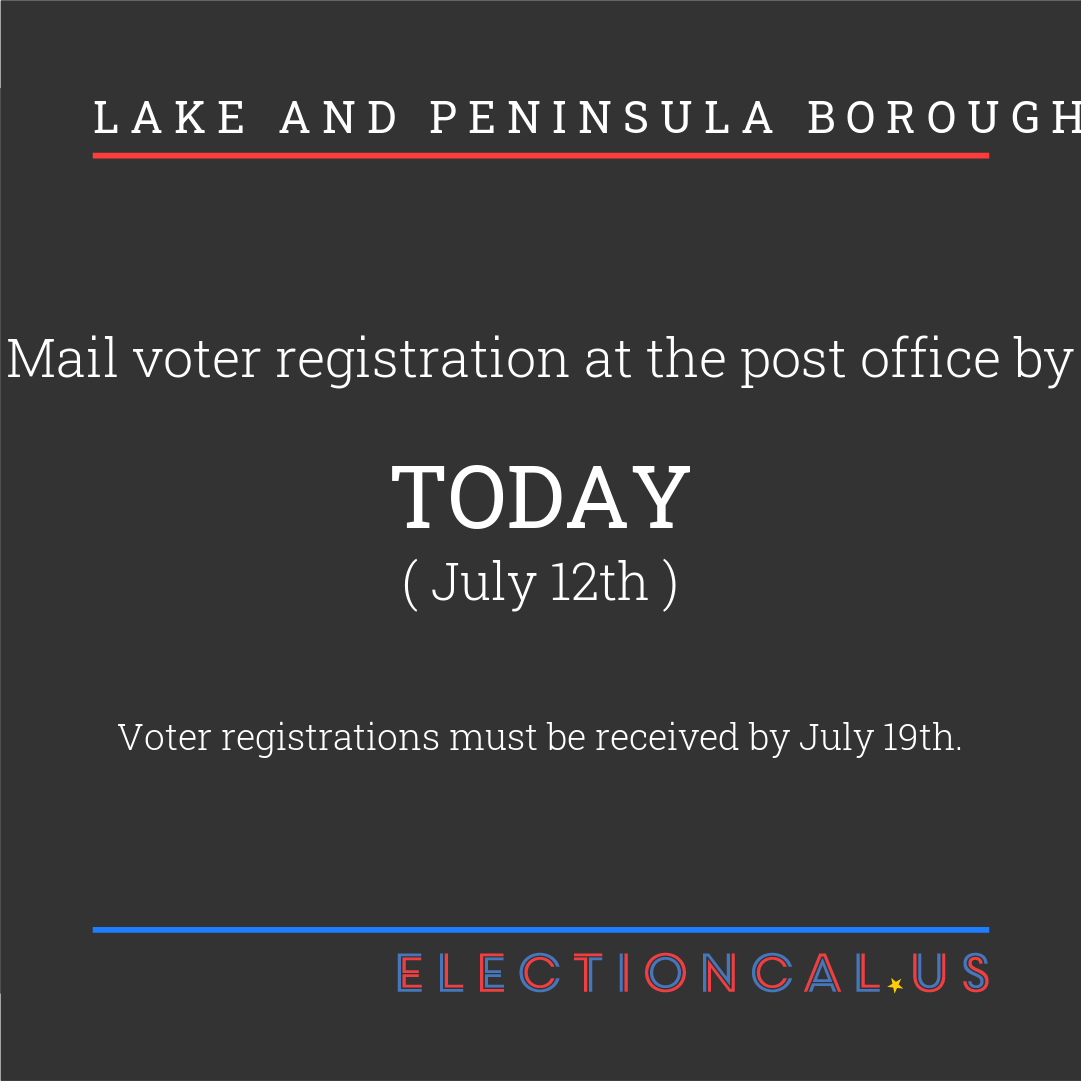 LAKE AND PENINSULA BOROUGH
Mail voter registration at the post office by
TODAY
( July 12th )
Voter registrations must be received by July 19th.
ELECTIONCAL.US